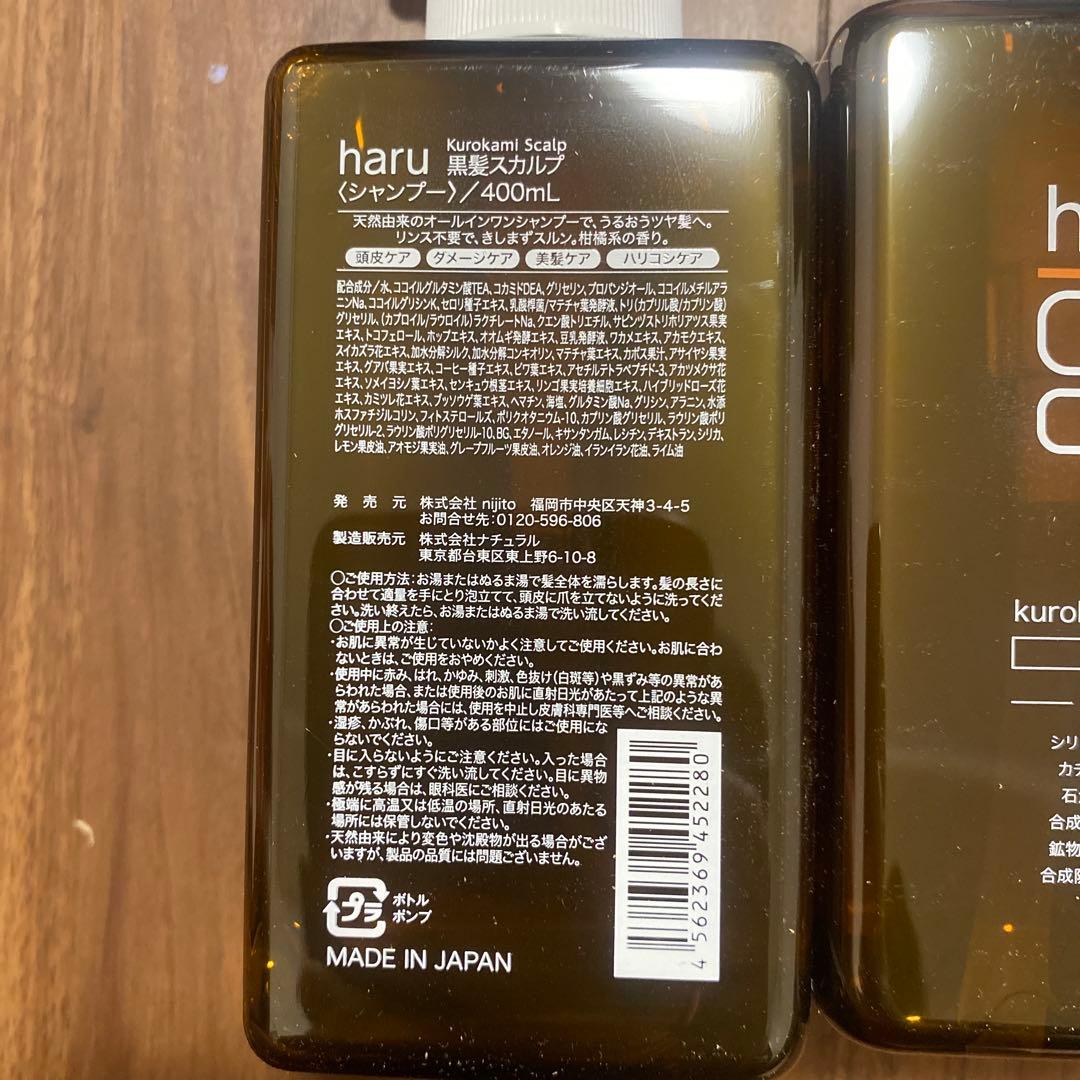 haru Kurokami Scalp
黒髪スカルプ
〈シャンプー〉／400mL
天然由来のオールインワンシャンプーで、うるおうツヤ髪へ。
リンス不要で、きしまずスルン。柑橘系の香り。
頭皮ケア ダメージケア 美髪ケア ハリコシケア
配合成分／水、ココイルグルタミン酸TEA、コカミドDEA、グリセリン、プロパンジオール、ココイルメチルアラ
ニンNa、ココイルグリシンK、セロリ種子エキス、乳酸桿菌/マテチャ葉発酵液、トリ(カプリル酸/カプリン酸)
グリセリル、(カプロイル/ラウロイル)ラクチレートNa、クエン酸トリエチル、サピンヅストリホリアツス果実
エキス、トコフェロール、ホップエキス、オオムギ発酵エキス、豆乳発酵液、ワカメエキス、アカモクエキス、
スイカズラ花エキス、加水分解シルク、加水分解コンキオリン、マテチャ葉エキス、カボス果汁、アサイヤシ果実
エキス、グアバ果実エキス、コーヒー種子エキス、ビワ葉エキス、アセチルテトラペプチド-3、アカツメクサ花
エキス、ソメイヨシノ葉エキス、センキュウ根茎エキス、リンゴ果実培養細胞エキス、ハイブリッドローズ花エ
キス、カミツレ花エキス、ブッソウゲ葉エキス、ヘマチン、海塩、グルタミン酸Na、グリシン、アラニン、水添
ホスファチジルコリン、フィトステロールズ、ポリクオタニウム-10、カプリン酸グリセリル、ラウリン酸ポリ
グリセリル-2、ラウリン酸ポリグリセリル-10、BG、エタノール、キサンタンガム、レシチン、デキストラン、シリカ、
レモン果皮油、アオモジ果実油、グレープフルーツ果皮油、オレンジ油、イランイラン花油、ライム油
発売元 株式会社 nijito 福岡市中央区天神3-4-5
お問合せ先：0120-596-806
製造販売元 株式会社ナチュラル
東京都台東区東上野6-10-8
○ご使用方法：お湯またはぬるま湯で髪全体を濡らします。髪の長さに
合わせて適量を手にとり泡立てて、頭皮に爪を立てないように洗ってくだ
さい。洗い終えたら、お湯またはぬるま湯で洗い流してください。
○ご使用上の注意：
・お肌に異常が生じていないかよく注意してご使用ください。お肌に合わ
ないときは、ご使用をおやめください。
・使用中に赤み、はれ、かゆみ、刺激、色抜け（白斑等）や黒ずみ等の異常があ
らわれた場合、または使用後のお肌に直射日光があたって上記のような異
常があらわれた場合には、使用を中止し皮膚科専門医等へご相談ください。
・湿疹、かぶれ、傷口等がある部位にはご使用にな
らないでください。
・目に入らないようにご注意ください。入った場合
は、こすらずにすぐ洗い流してください。目に異物
感が残る場合は、眼科医にご相談ください。
・極端に高温又は低温の場所、直射日光のあたる
場所には保管しないでください。
・天然由来により変色や沈殿物が出る場合がござ
いますが、製品の品質には問題ございません。
プラ
ボトル
ポンプ
MADE IN JAPAN
4 562369 452280
h
kuro
シリ
カチ
石
合成
鉱物
合成